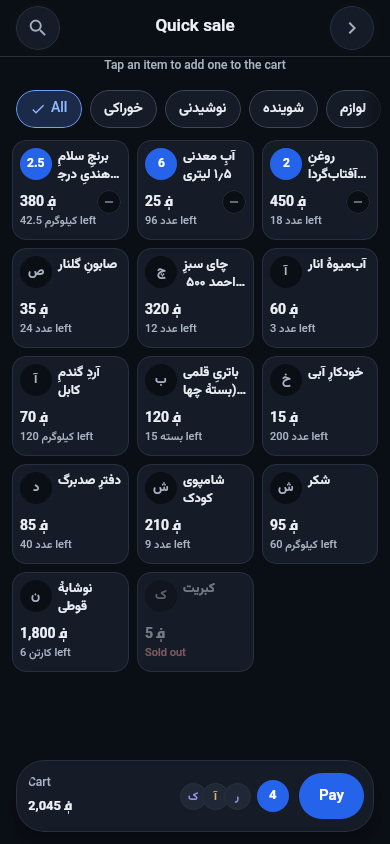 Quick sale
Tap an item to add one to the cart
All
خوراکی
نوشیدنی
شوینده
لوازم
2.5
برنجِ سلامِ
هندیِ درجـ…
380 ؋
42.5 کیلوگرم left
6
آبِ معدنی
۱٫۵ لیتری
25 ؋
96 عدد left
2
روغنِ
آفتاب‌گردا…
450 ؋
18 عدد left
ص
صابونِ گلنار
35 ؋
24 عدد left
چ
چای سبزِ
احمد ۵۰۰…
320 ؋
12 عدد left
آ
آب‌میوهٔ انار
60 ؋
3 عدد left
آ
آردِ گندمِ
کابل
70 ؋
120 کیلوگرم left
ب
باتریِ قلمی
(بستهٔ چها…
120 ؋
15 بسته left
خ
خودکارِ آبی
15 ؋
200 عدد left
د
دفترِ صدبرگ
85 ؋
40 عدد left
ش
شامپوی
کودک
210 ؋
9 عدد left
ش
شکر
95 ؋
60 کیلوگرم left
ن
نوشابهٔ
قوطی
1,800 ؋
6 کارتن left
ک
کبریت
5 ؋
Sold out
Cart
2,045 ؋
ک
آ
ر
4
Pay